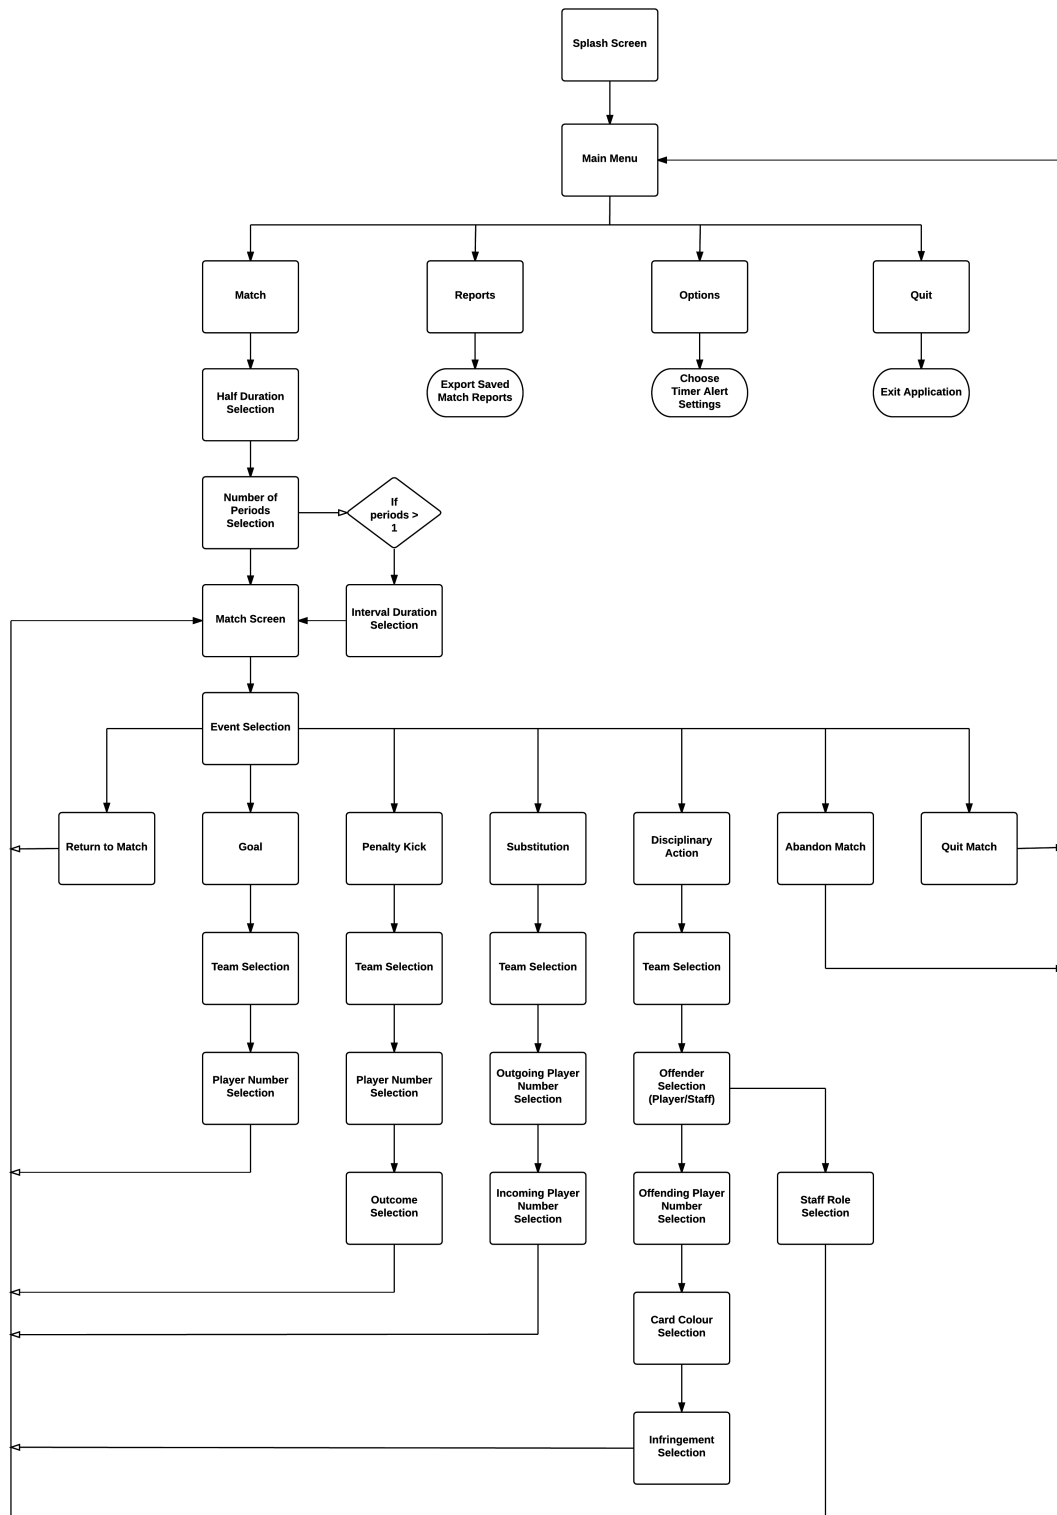 Splash Screen
Main Menu
Match
Reports
Options
Quit
Half Duration
Selection
Export Saved
Match Reports
Choose
Timer Alert
Settings
Exit Application
Number of
Periods
Selection
If
periods >
1
Match Screen
Interval Duration
Selection
Event Selection
Return to Match
Goal
Penalty Kick
Substitution
Disciplinary
Action
Abandon Match
Quit Match
Team Selection
Team Selection
Team Selection
Team Selection
Player Number
Selection
Player Number
Selection
Outgoing Player
Number
Selection
Offender
Selection
(Player/Staff)
Outcome
Selection
Incoming Player
Number
Selection
Offending Player
Number
Selection
Staff Role
Selection
Card Colour
Selection
Infringement
Selection